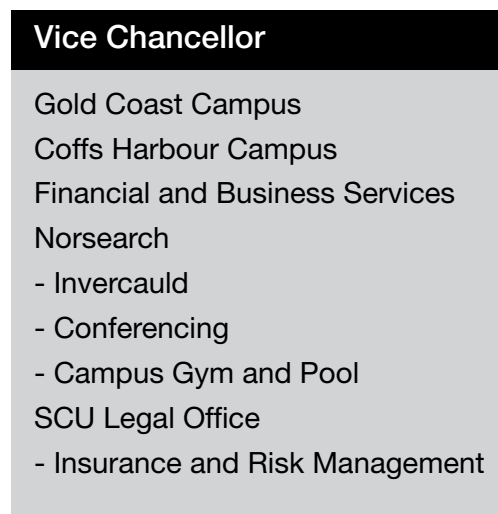 Vice Chancellor
Gold Coast Campus
Coffs Harbour Campus
Financial and Business Services
Norsearch
- Invercauld
- Conferencing
- Campus Gym and Pool
SCU Legal Office
- Insurance and Risk Management